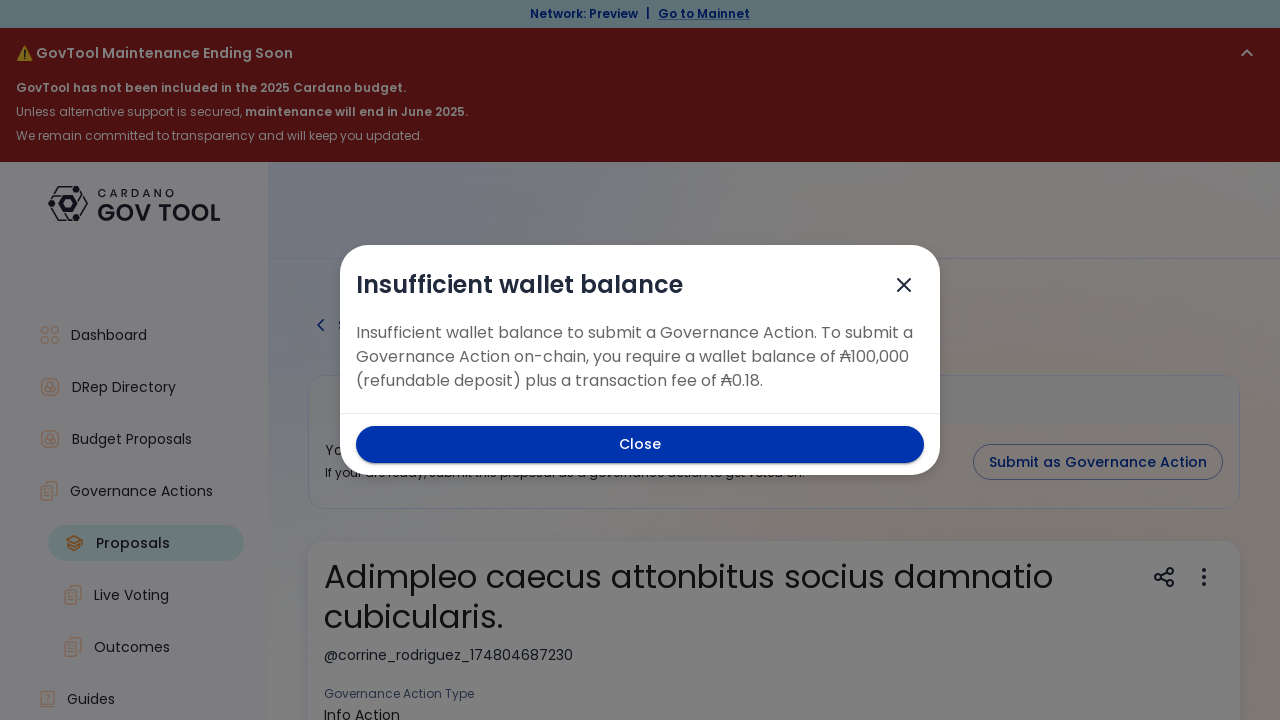 Network: Preview | Go to Mainnet
⚠️ GovTool Maintenance Ending Soon
GovTool has not been included in the 2025 Cardano budget.
Unless alternative support is secured, maintenance will end in June 2025.
We remain committed to transparency and will keep you updated.
CARDANO
GOV TOOL
Dashboard
DRep Directory
Budget Proposals
Governance Actions
Proposals
Live Voting
Outcomes
Guides
Insufficient wallet balance
Insufficient wallet balance to submit a Governance Action. To submit a
Governance Action on-chain, you require a wallet balance of ₳100,000
(refundable deposit) plus a transaction fee of ₳0.18.
Close
Submit as Governance Action
If your are ready, submit this proposal as a governance action to get voted on.
Adimpleo caecus attonbitus socius damnatio
cubicularis.
@corrine_rodriguez_174804687230
Governance Action Type
Info Action